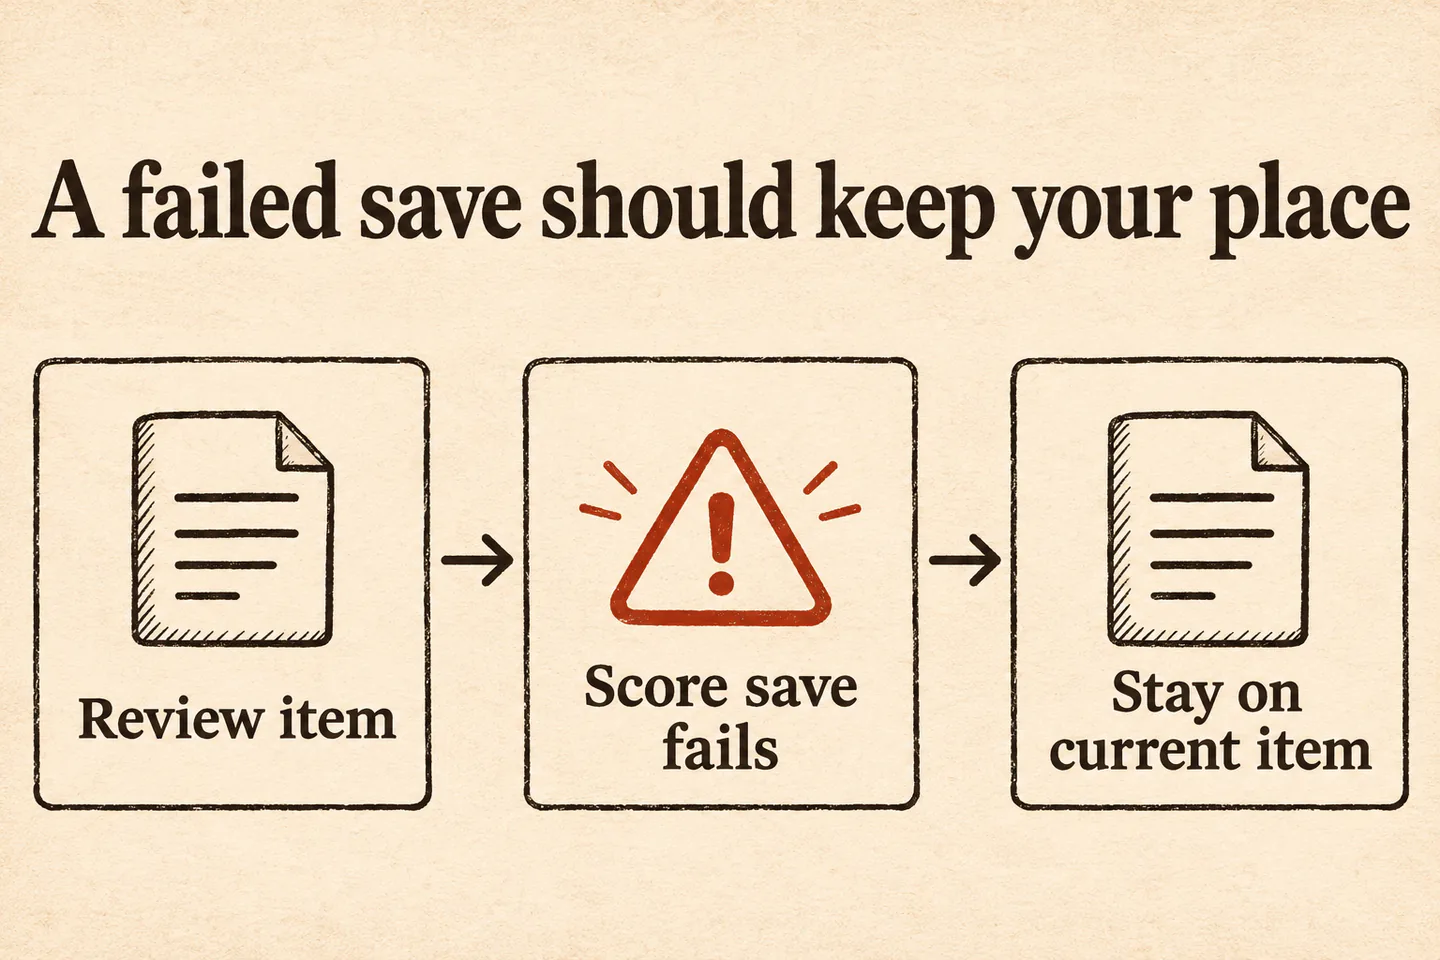 A failed save should keep your place
Review item
Score save
fails
Stay on
current item